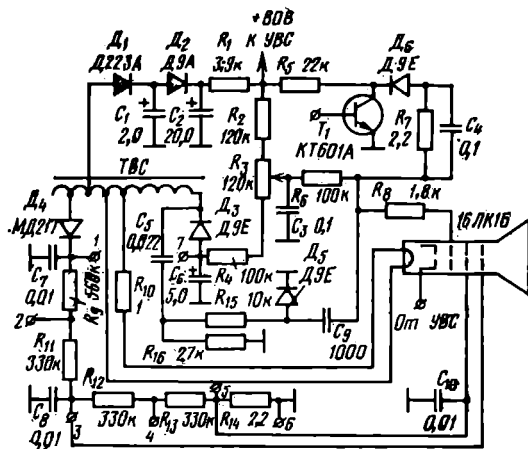 Д1
Д223А
Д2
Д9А
R1
3,9к
+80В
К УВС
R5
22к
Д6
Д9Е
C1
2,0
C2
20,0
R2
120к
T1
КТ601А
R7
2,2
C4
0,1
ТВС
R3
120к
R6
100к
R8
1,8к
Д4
МД217
C5
0,022
Д3
Д9Е
C3
0,1
16ЛК1Б
C7
0,01
1
R9
560к
R10
1
7
C6
5,0
R4
100к
Д5
Д9Е
R15
10к
2
R11
330к
R16
27к
C9
1000
От УВС
R12
330к
R13
330к
5
R14
2,2
C10
0,01
C8
0,01
3
4
6